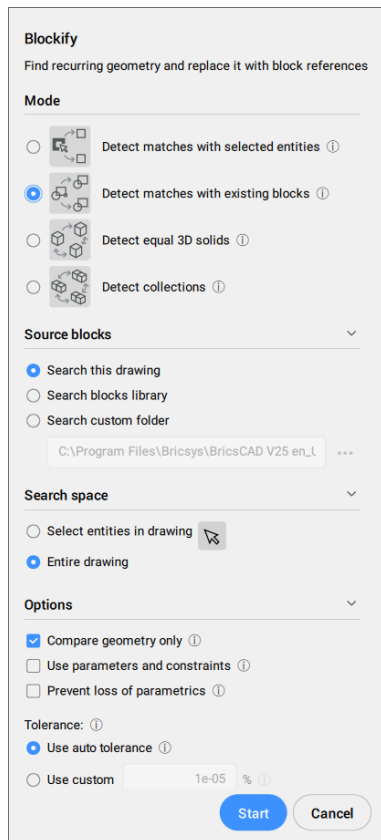 Blockify
Find recurring geometry and replace it with block references
Mode
Detect matches with selected entities
Detect matches with existing blocks
Detect equal 3D solids
Detect collections
Source blocks
Search this drawing
Search blocks library
Search custom folder
C:\Program Files\Bricsys\BricsCAD V25 en_U
Search space
Select entities in drawing
Entire drawing
Options
Compare geometry only
Use parameters and constraints
Prevent loss of parametrics
Tolerance:
Use auto tolerance
Use custom 1e-05 %
Start Cancel